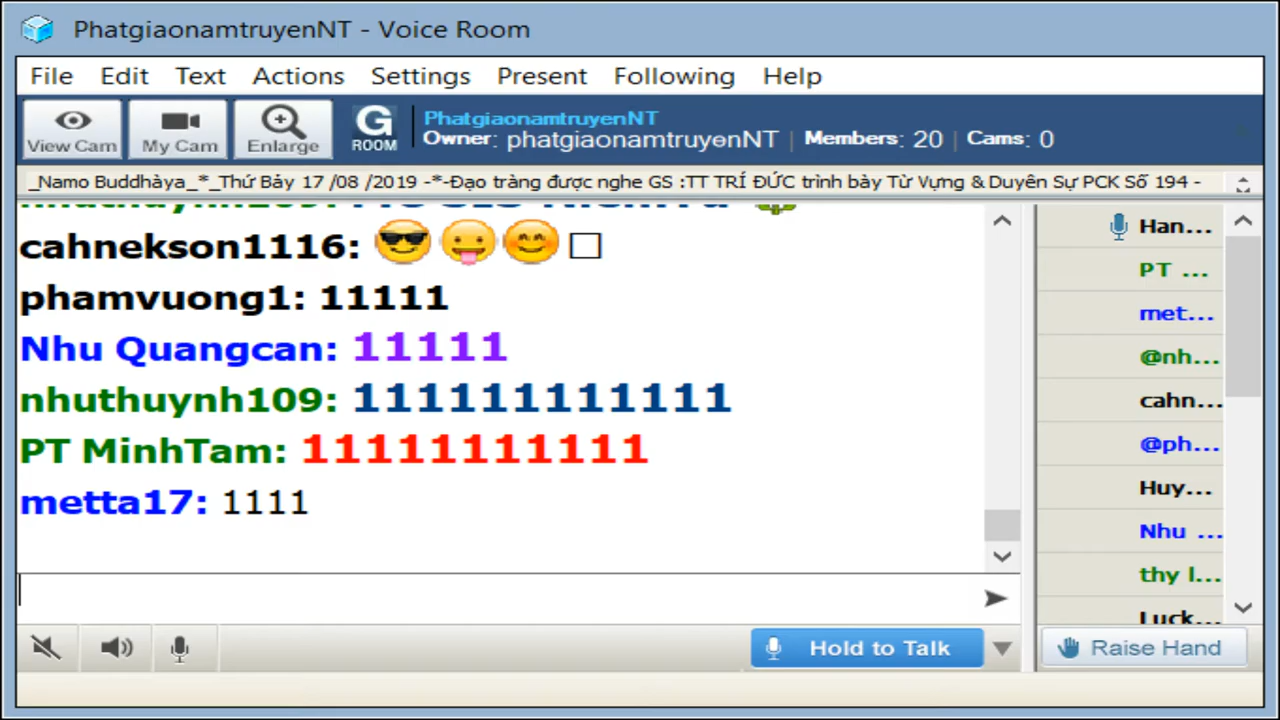 PhatgiaonamtruyenNT - Voice Room
File Edit Text Actions Settings Present Following Help
View Cam My Cam Enlarge G ROOM
PhatgiaonamtruyenNT
Owner: phatgiaonamtruyenNT | Members: 20 | Cams: 0
_Namo Buddhàya_*_Thứ Bảy 17 /08 /2019 -*-Đạo tràng được nghe GS :TT TRÍ ĐỨC trình bày Từ Vựng & Duyên Sự PCK Số 194 -
cahnekson1116: 😎😛😊□
phamvuong1: 11111
Nhu Quangcan: 11111
nhuthuynh109: 111111111111
PT MinhTam: 11111111111
metta17: 1111
Han...
PT ...
met...
@nh...
cahn...
@ph...
Huy...
Nhu ...
thy l...
Luck...
Hold to Talk
Raise Hand